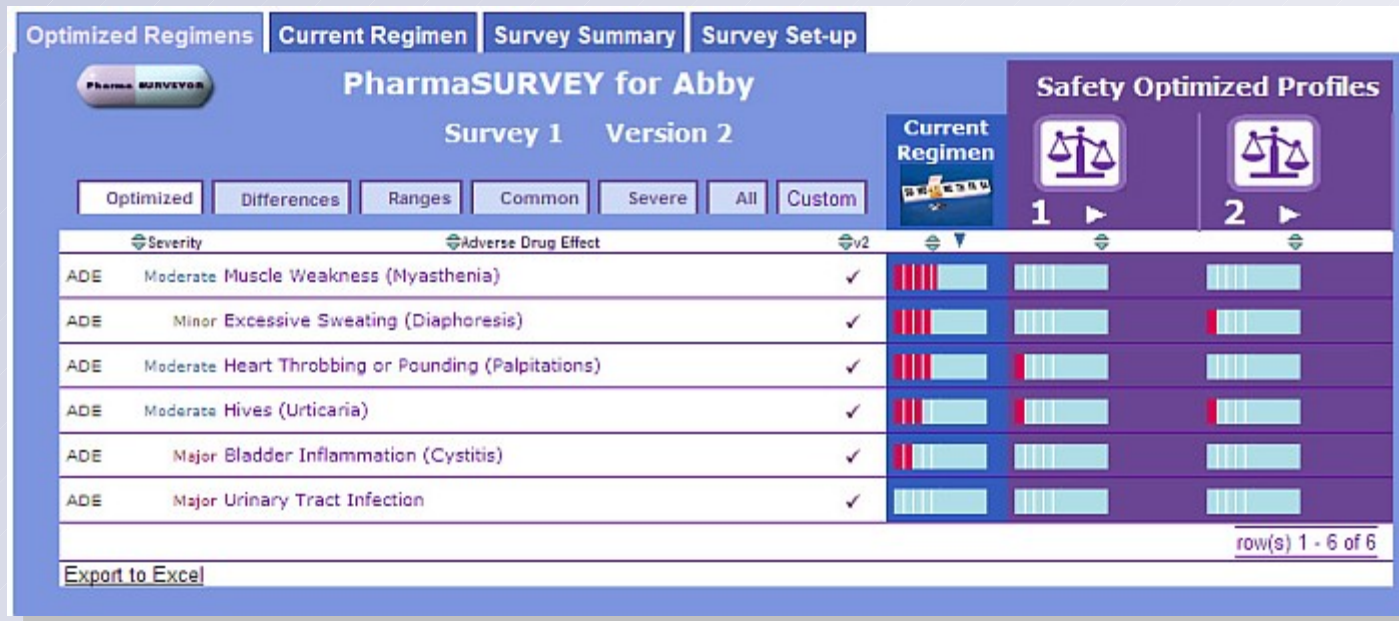 Optimized Regimens Current Regimen Survey Summary Survey Set-up
Pharma SURVEYOR
PharmaSURVEY for Abby
Safety Optimized Profiles
Survey 1 Version 2
Current
Regimen
Optimized Differences Ranges Common Severe All Custom
1 2
Severity Adverse Drug Effect v2
ADE Moderate Muscle Weakness (Myasthenia) ✓
ADE Minor Excessive Sweating (Diaphoresis) ✓
ADE Moderate Heart Throbbing or Pounding (Palpitations) ✓
ADE Moderate Hives (Urticaria) ✓
ADE Major Bladder Inflammation (Cystitis) ✓
ADE Major Urinary Tract Infection ✓
row(s) 1 - 6 of 6
Export to Excel